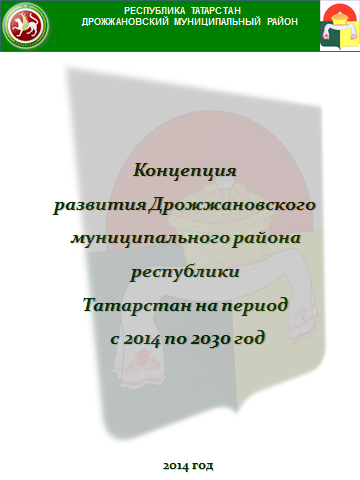 РЕСПУБЛИКА ТАТАРСТАН
ДРОЖЖАНОВСКИЙ МУНИЦИПАЛЬНЫЙ РАЙОН
Концепция
развития Дрожжановского
муниципального района
республики
Татарстан на период
с 2014 по 2030 год
2014 год